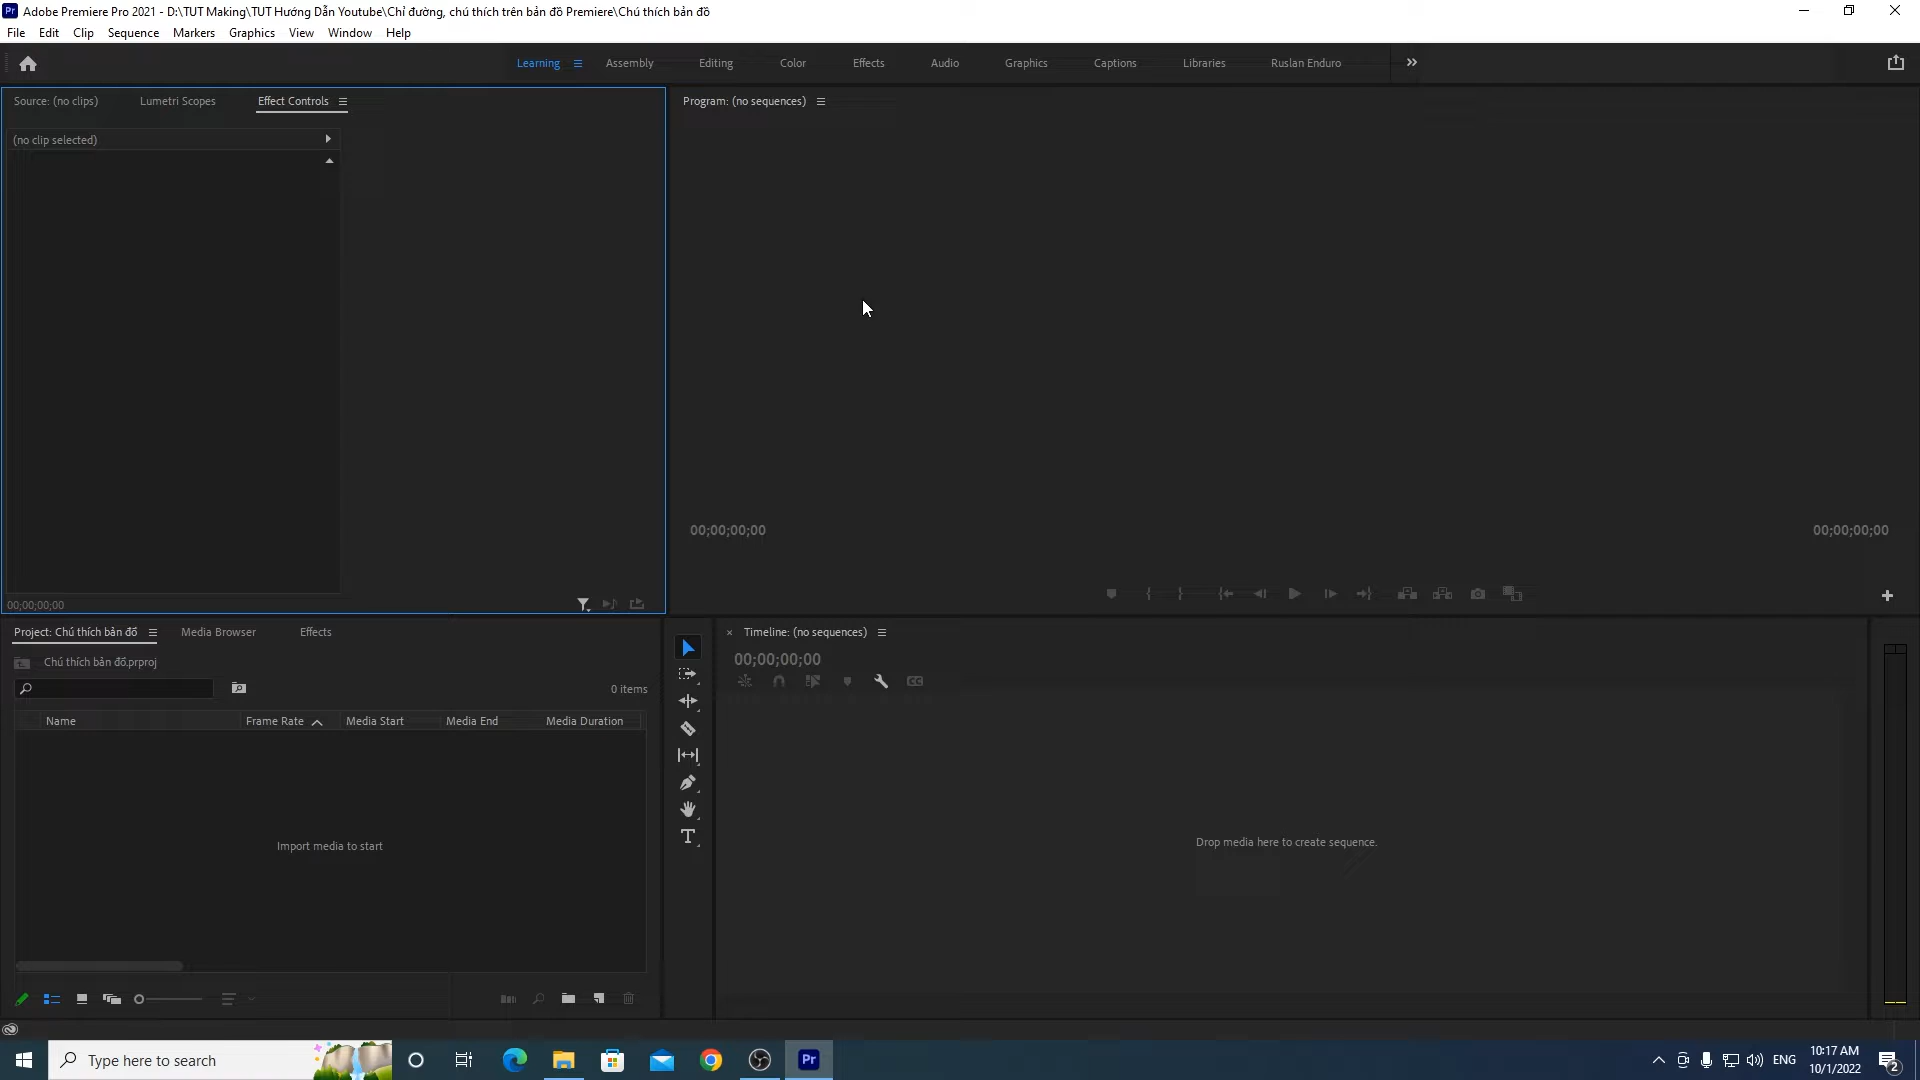 Adobe Premiere Pro 2021 - D:\TUT Making\TUT Hướng Dẫn Youtube\Chỉ đường, chú thích trên bản đồ Premiere\Chú thích bản đồ
File Edit Clip Sequence Markers Graphics View Window Help
Learning Assembly Editing Color Effects Audio Graphics Captions Libraries Ruslan Enduro
Source: (no clips) Lumetri Scopes Effect Controls
Program: (no sequences)
(no clip selected)
00;00;00;00 00;00;00;00
00;00;00;00
Project: Chú thích bản đồ Media Browser Effects
Timeline: (no sequences)
Chú thích bản đồ.prproj
00;00;00;00
0 items
Name Frame Rate Media Start Media End Media Duration
Import media to start
Drop media here to create sequence.
Type here to search
Pr
ENG
10:17 AM
10/1/2022
2